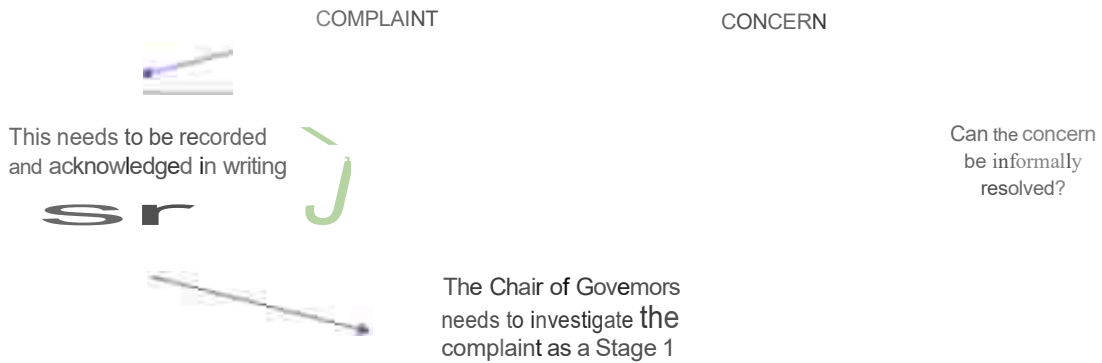 COMPLAINT
CONCERN
This needs to be recorded
and acknowledged in writing
Can the concern
be informally
resolved?
The Chair of Governors
needs to investigate the
complaint as a Stage 1